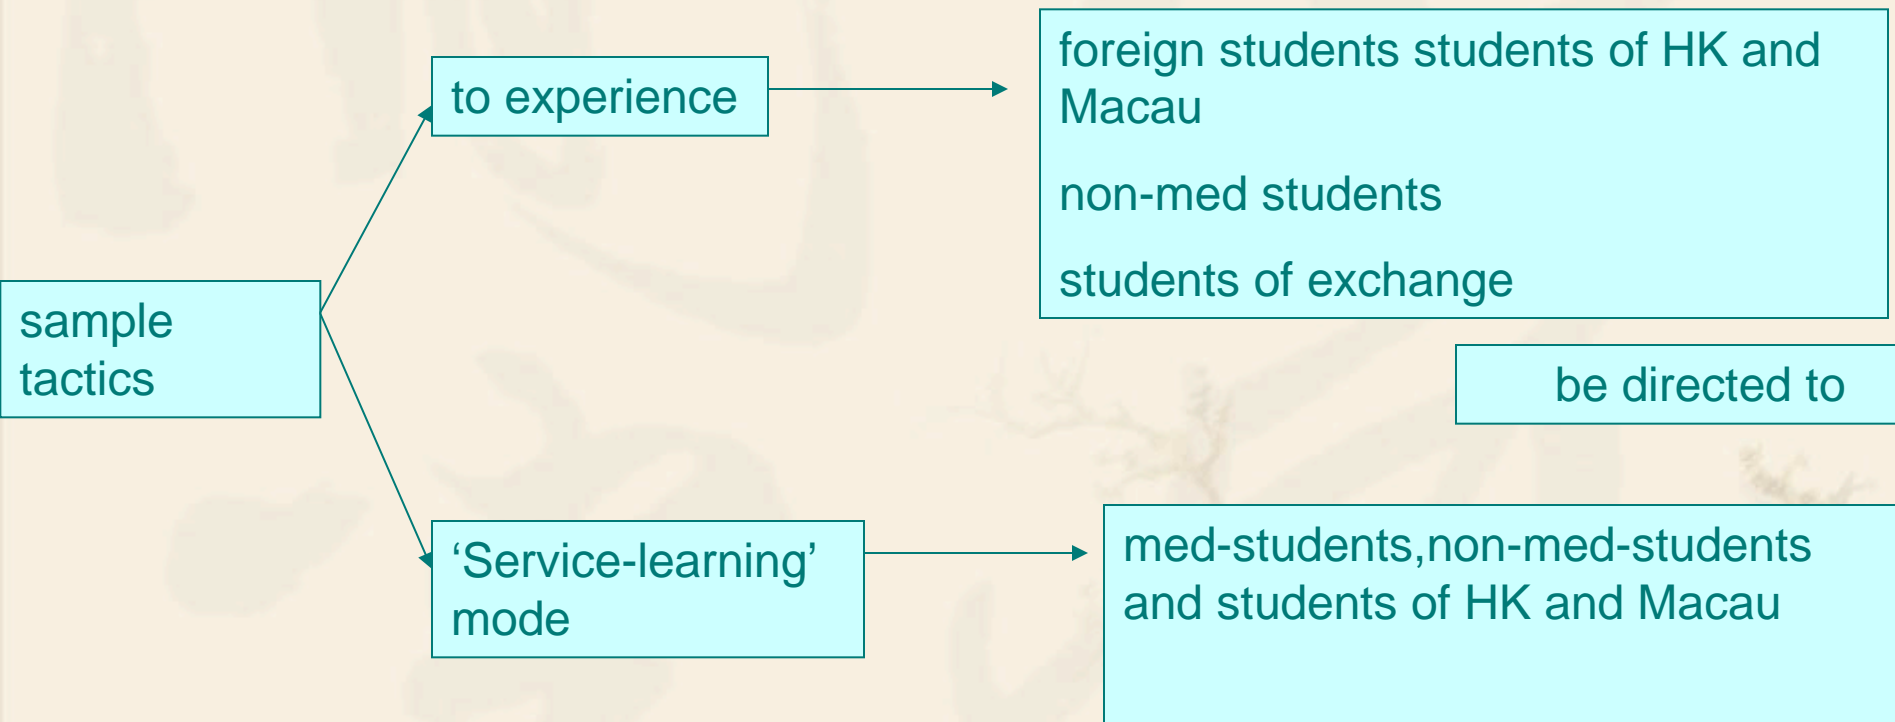 to experience
foreign students students of HK and
Macau
non-med students
students of exchange
sample
tactics
be directed to
‘Service-learning’
mode
med-students,non-med-students
and students of HK and Macau